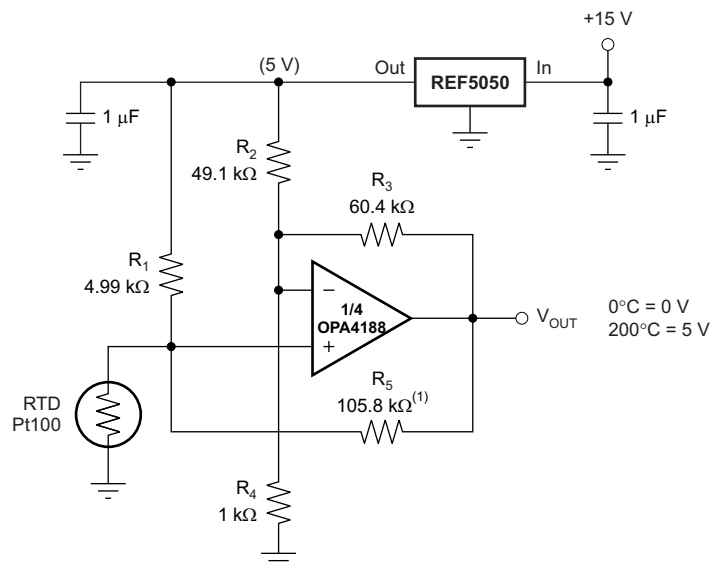 +15 V
(5 V)
Out
REF5050
In
1 μF
1 μF
R2
49.1 kΩ
R3
60.4 kΩ
R1
4.99 kΩ
−
1/4
OPA4188
+
VOUT
0°C = 0 V
200°C = 5 V
R5
105.8 kΩ(1)
RTD
Pt100
R4
1 kΩ